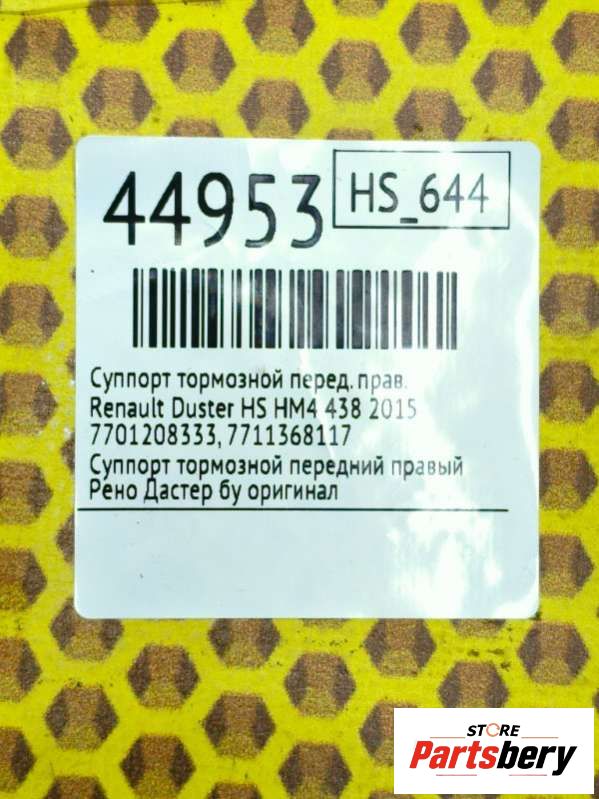 44953
HS_644
Суппорт тормозной перед. прав.
Renault Duster HS HM4 438 2015
7701208333, 7711368117
Суппорт тормозной передний правый
Рено Дастер бу оригинал
STORE
Partsbery